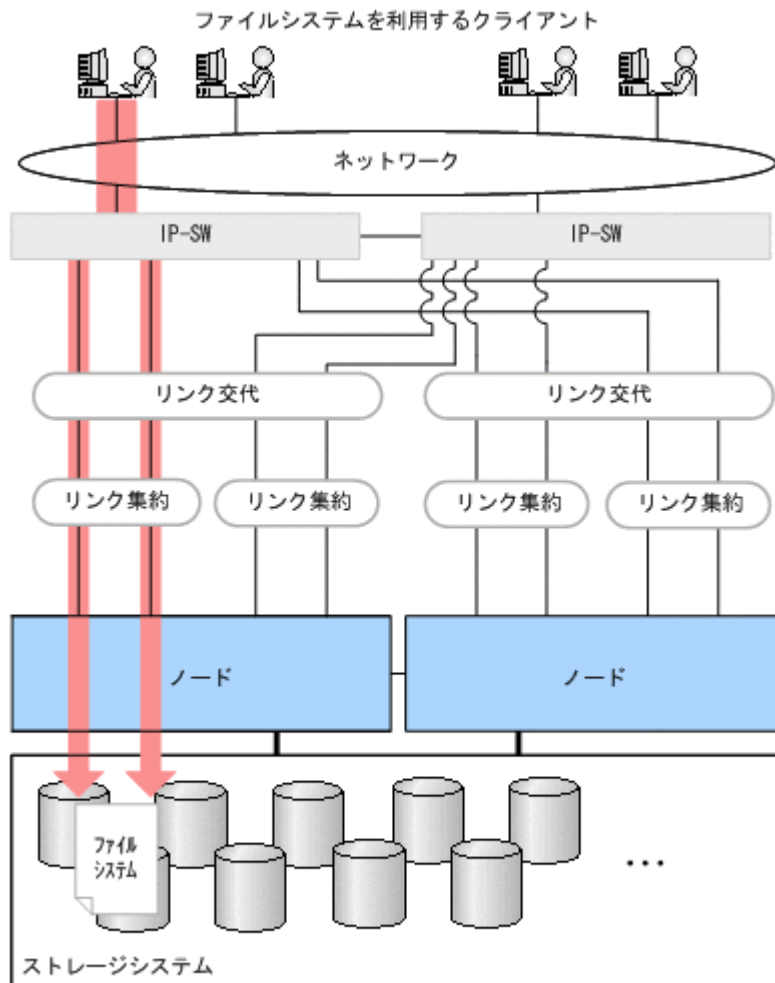 ファイルシステムを利用するクライアント
ネットワーク
IP-SW
IP-SW
リンク交代
リンク交代
リンク集約
リンク集約
リンク集約
リンク集約
ノード
ノード
ファイル
システム
...
ストレージシステム